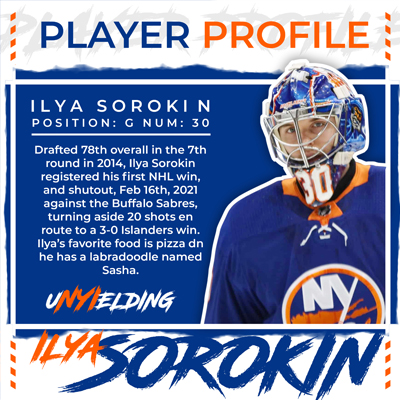 PLAYER PROFILE
ILYA SOROKIN
POSITION: G NUM: 30
Drafted 78th overall in the 7th
round in 2014, Ilya Sorokin
registered his first NHL win,
and shutout, Feb 16th, 2021
against the Buffalo Sabres,
turning aside 20 shots en
route to a 3-0 Islanders win.
Ilya's favorite food is pizza dn
he has a labradoodle named
Sasha.
30
NY
uNYIELDING
ILYA SOROKIN